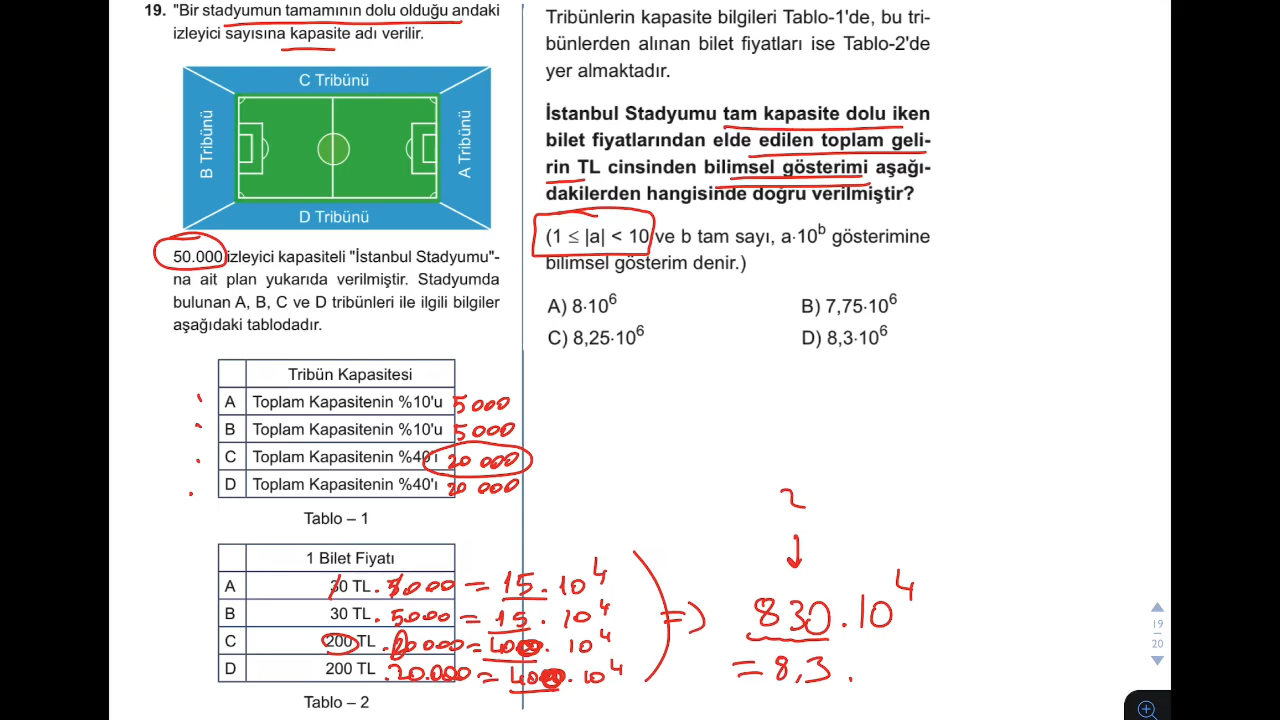 19. "Bir stadyumun tamamının dolu olduğu andaki
izleyici sayısına kapasite adı verilir.
C Tribünü
B Tribünü
A Tribünü
D Tribünü
50.000 izleyici kapasiteli "İstanbul Stadyumu"-
na ait plan yukarıda verilmiştir. Stadyumda
bulunan A, B, C ve D tribünleri ile ilgili bilgiler
aşağıdaki tablodadır.
Tribün Kapasitesi
A Toplam Kapasitenin %10'u 5000
B Toplam Kapasitenin %10'u 5000
C Toplam Kapasitenin %40'ı 20 000
D Toplam Kapasitenin %40'ı 20 000
Tablo – 1
1 Bilet Fiyatı
A 30 TL . 5000 = 15 . 10⁴
B 30 TL . 5000 = 15 . 10⁴
C 200 TL . 20000 = 400 . 10⁴
D 200 TL . 20.000 = 400 . 10⁴
Tablo – 2
Tribünlerin kapasite bilgileri Tablo-1'de, bu tri-
bünlerden alınan bilet fiyatları ise Tablo-2'de
yer almaktadır.
İstanbul Stadyumu tam kapasite dolu iken
bilet fiyatlarından elde edilen toplam geli-
rin TL cinsinden bilimsel gösterimi aşağı-
dakilerden hangisinde doğru verilmiştir?
(1 ≤ |a| < 10 ve b tam sayı, a·10ᵇ gösterimine
bilimsel gösterim denir.)
A) 8·10⁶ B) 7,75·10⁶
C) 8,25·10⁶ D) 8,3·10⁶
2
↓
=> 830 . 10⁴
= 8,3 .
19
20